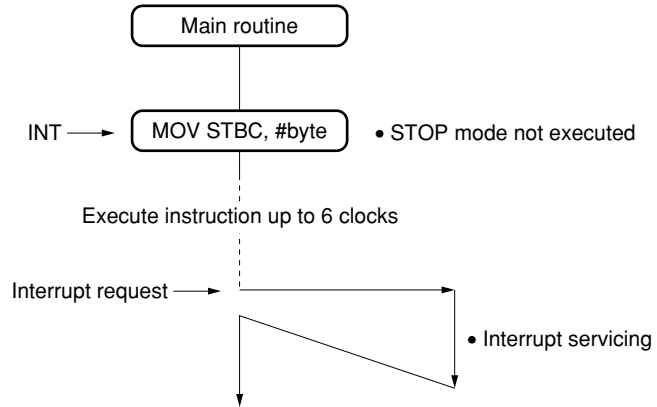 Main routine
INT
MOV STBC, #byte
• STOP mode not executed
Execute instruction up to 6 clocks
Interrupt request
• Interrupt servicing